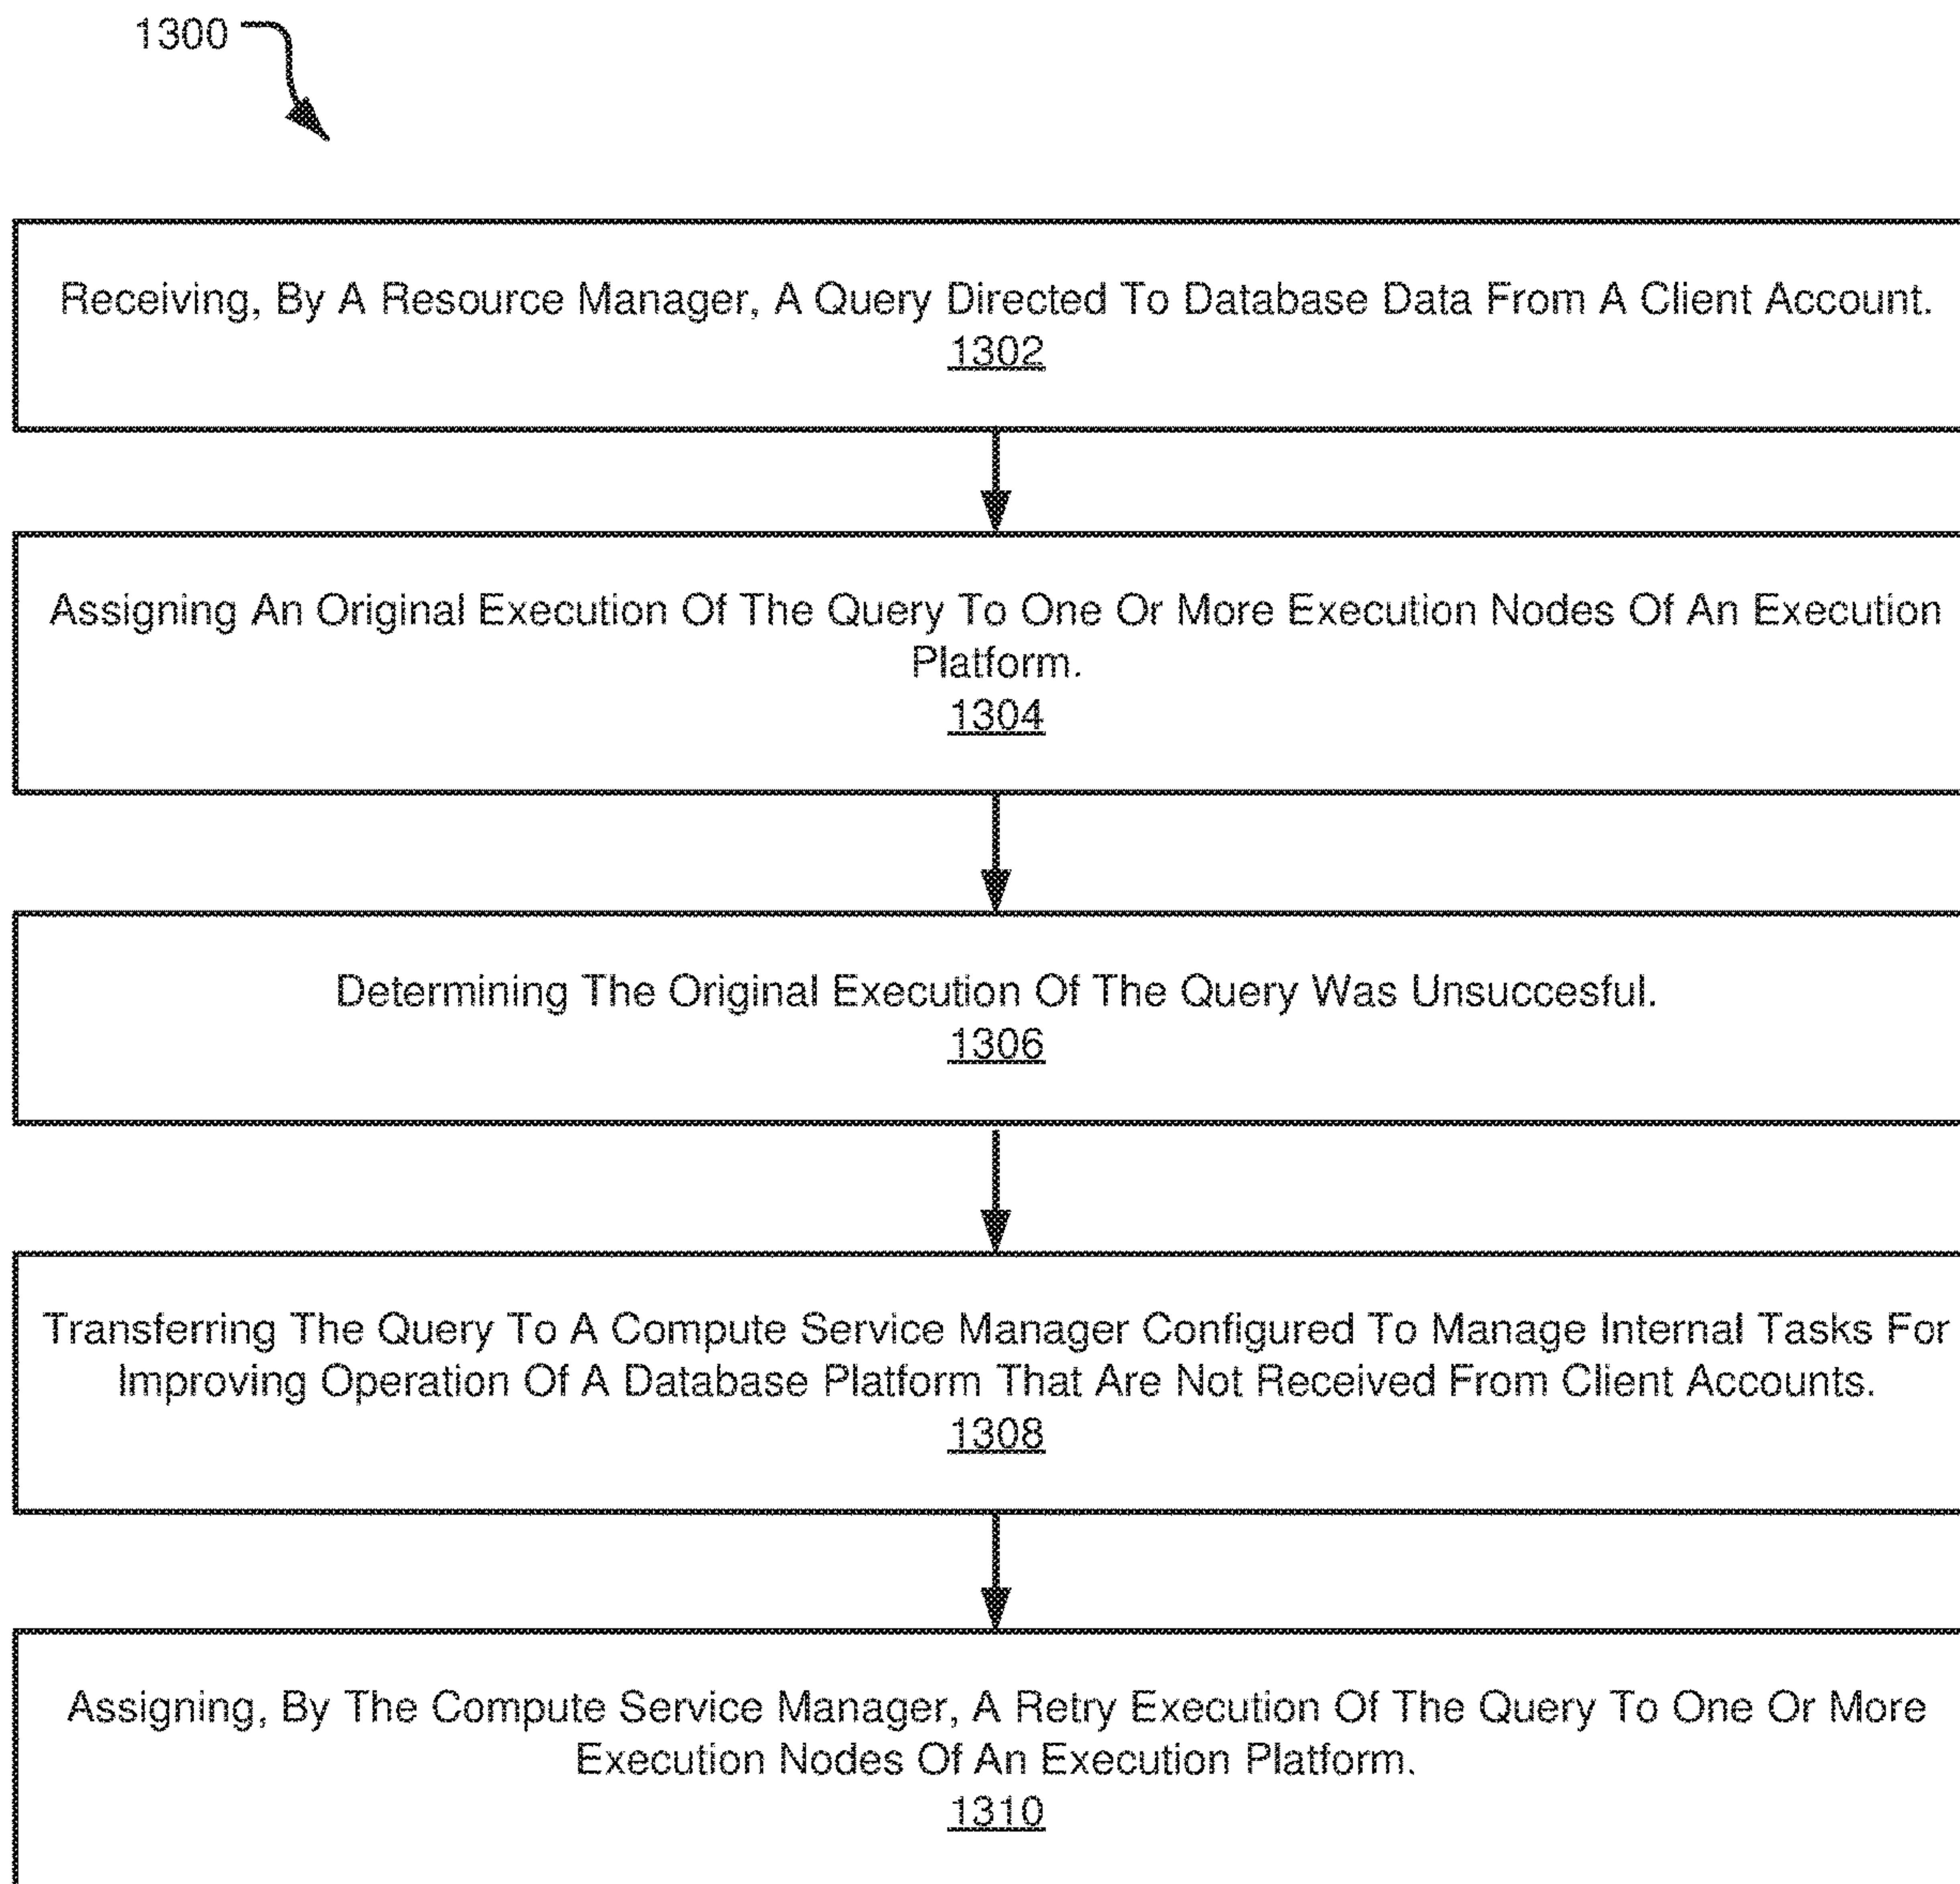 1300
Receiving, By A Resource Manager, A Query Directed To Database Data From A Client Account.
1302
Assigning An Original Execution Of The Query To One Or More Execution Nodes Of An Execution
Platform.
1304
Determining The Original Execution Of The Query Was Unsuccesful.
1306
Transferring The Query To A Compute Service Manager Configured To Manage Internal Tasks For
Improving Operation Of A Database Platform That Are Not Received From Client Accounts.
1308
Assigning, By The Compute Service Manager, A Retry Execution Of The Query To One Or More
Execution Nodes Of An Execution Platform.
1310